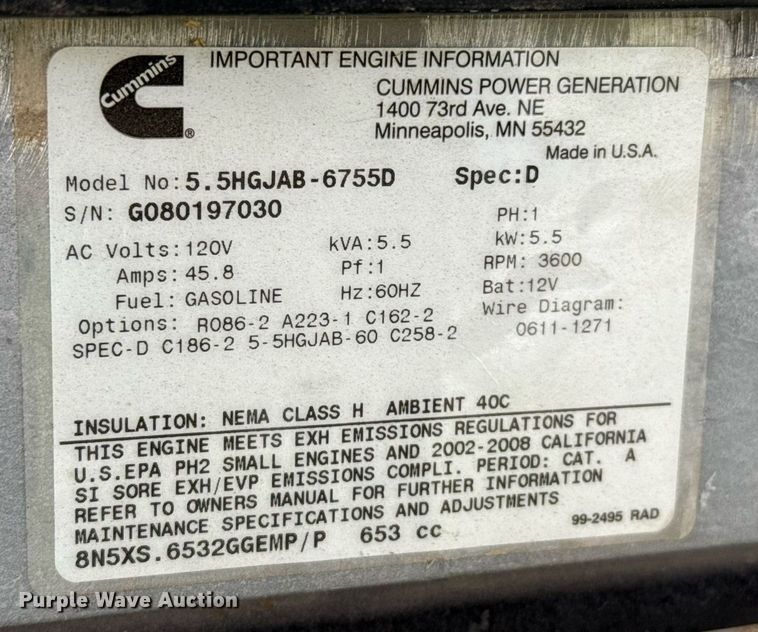 Cummins
®
IMPORTANT ENGINE INFORMATION
CUMMINS POWER GENERATION
1400 73rd Ave. NE
Minneapolis, MN 55432
Made in U.S.A.
Model No: 5.5HGJAB-6755D Spec:D
S/N: G080197030 PH:1
AC Volts: 120V kVA: 5.5 kW: 5.5
Amps: 45.8 Pf: 1 RPM: 3600
Fuel: GASOLINE Hz: 60HZ Bat: 12V
Options: R086-2 A223-1 C162-2 Wire Diagram:
SPEC-D C186-2 5-5HGJAB-60 C258-2 0611-1271
INSULATION: NEMA CLASS H AMBIENT 40C
THIS ENGINE MEETS EXH EMISSIONS REGULATIONS FOR
U.S.EPA PH2 SMALL ENGINES AND 2002-2008 CALIFORNIA
SI SORE EXH/EVP EMISSIONS COMPLI. PERIOD: CAT. A
REFER TO OWNERS MANUAL FOR FURTHER INFORMATION
MAINTENANCE SPECIFICATIONS AND ADJUSTMENTS
8N5XS.6532GGEMP/P 653 cc 99-2495 RAD
Purple Wave Auction